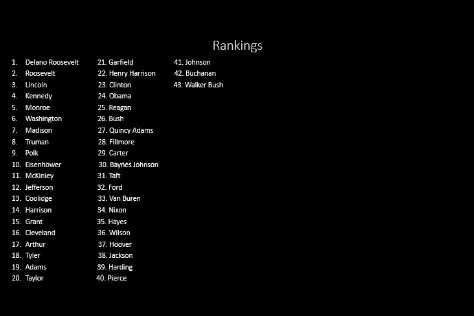 Rankings
1. Delano Roosevelt
2. Roosevelt
3. Lincoln
4. Kennedy
5. Monroe
6. Washington
7. Madison
8. Truman
9. Polk
10. Eisenhower
11. McKinley
12. Jefferson
13. Coolidge
14. Harrison
15. Grant
16. Cleveland
17. Arthur
18. Tyler
19. Adams
20. Taylor
21. Garfield
22. Henry Harrison
23. Clinton
24. Obama
25. Reagan
26. Bush
27. Quincy Adams
28. Fillmore
29. Carter
30. Baynes Johnson
31. Taft
32. Ford
33. Van Buren
34. Nixon
35. Hayes
36. Wilson
37. Hoover
38. Jackson
39. Harding
40. Pierce
41. Johnson
42. Buchanan
43. Walker Bush